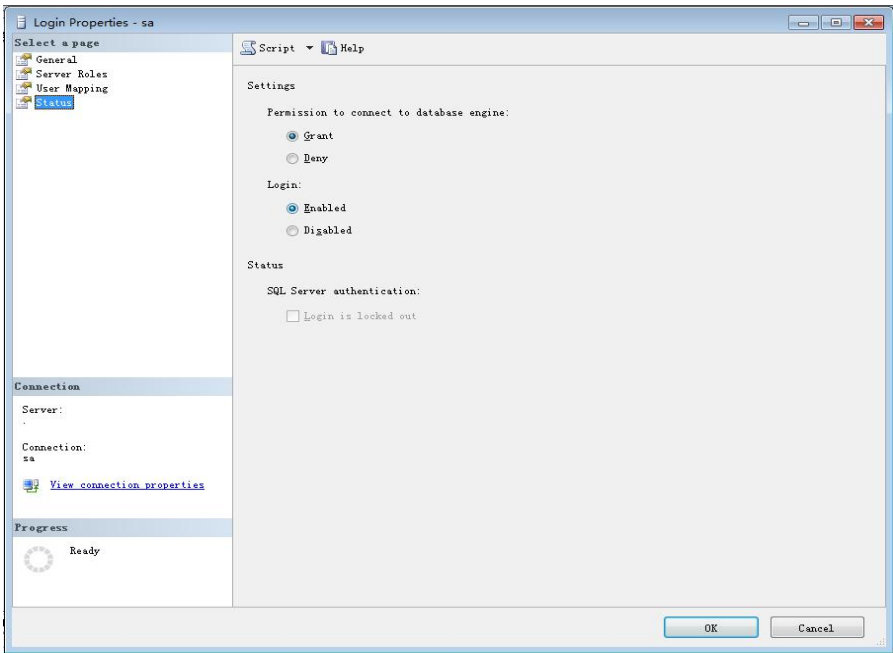 Login Properties - sa
Select a page
General
Server Roles
User Mapping
Status
Script
Help
Settings
Permission to connect to database engine:
Grant
Deny
Login:
Enabled
Disabled
Status
SQL Server authentication:
Login is locked out
Connection
Server:
.
Connection:
sa
View connection properties
Progress
Ready
OK
Cancel